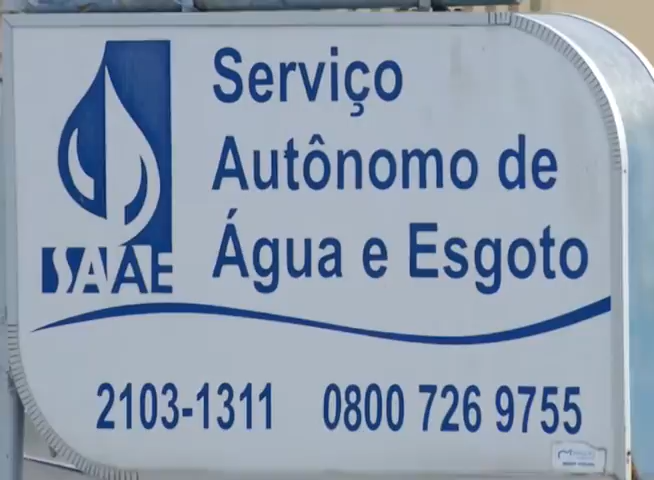 Serviço
Autônomo de
Água e Esgoto
SAAE
2103-1311 0800 726 9755